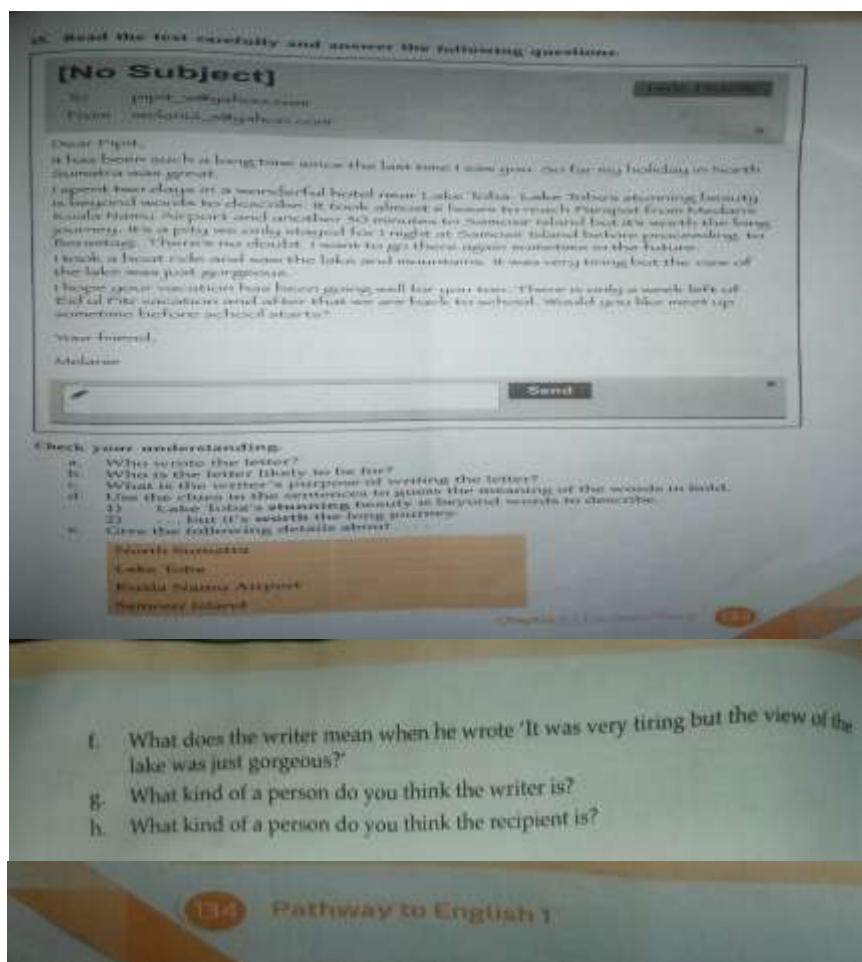 Read the text carefully and answer the following questions.
[No Subject]
To
From
Dear Pipit,
It has been such a long time since the last time I saw you. So far my holiday in North
Sumatra was great.
I spent two days in a wonderful hotel near Lake Toba. Lake Toba's stunning beauty
is beyond words to describe. It took almost 6 hours to reach Parapat from Medan's
Kuala Namu Airport and another 30 minutes to Samosir Island but it's worth the long
journey. It's a pity we only stayed for 1 night at Samosir Island before proceeding to
Berastagi. There's no doubt. I want to go there again sometime in the future.
I took a boat ride and saw the lake and mountains. It was very tiring but the view of
the lake was just gorgeous.
I hope your vacation has been going well for you too. There is only a week left of
Eid ul Fitr vacation and after that we are back to school. Would you like meet up
sometime before school starts?
Your friend,
Melanie
Send
Check your understanding.
a. Who wrote the letter?
b. Who is the letter likely to be for?
c. What is the writer's purpose of writing the letter?
d. Use the clues in the sentences to guess the meaning of the words in bold.
1) Lake Toba's stunning beauty is beyond words to describe.
2) ... but it's worth the long journey.
e. Give the following details about
North Sumatra
Lake Toba
Kuala Namu Airport
Samosir Island
Chapter
133
f. What does the writer mean when he wrote 'It was very tiring but the view of the
lake was just gorgeous?'
g. What kind of a person do you think the writer is?
h. What kind of a person do you think the recipient is?
134 Pathway to English 1